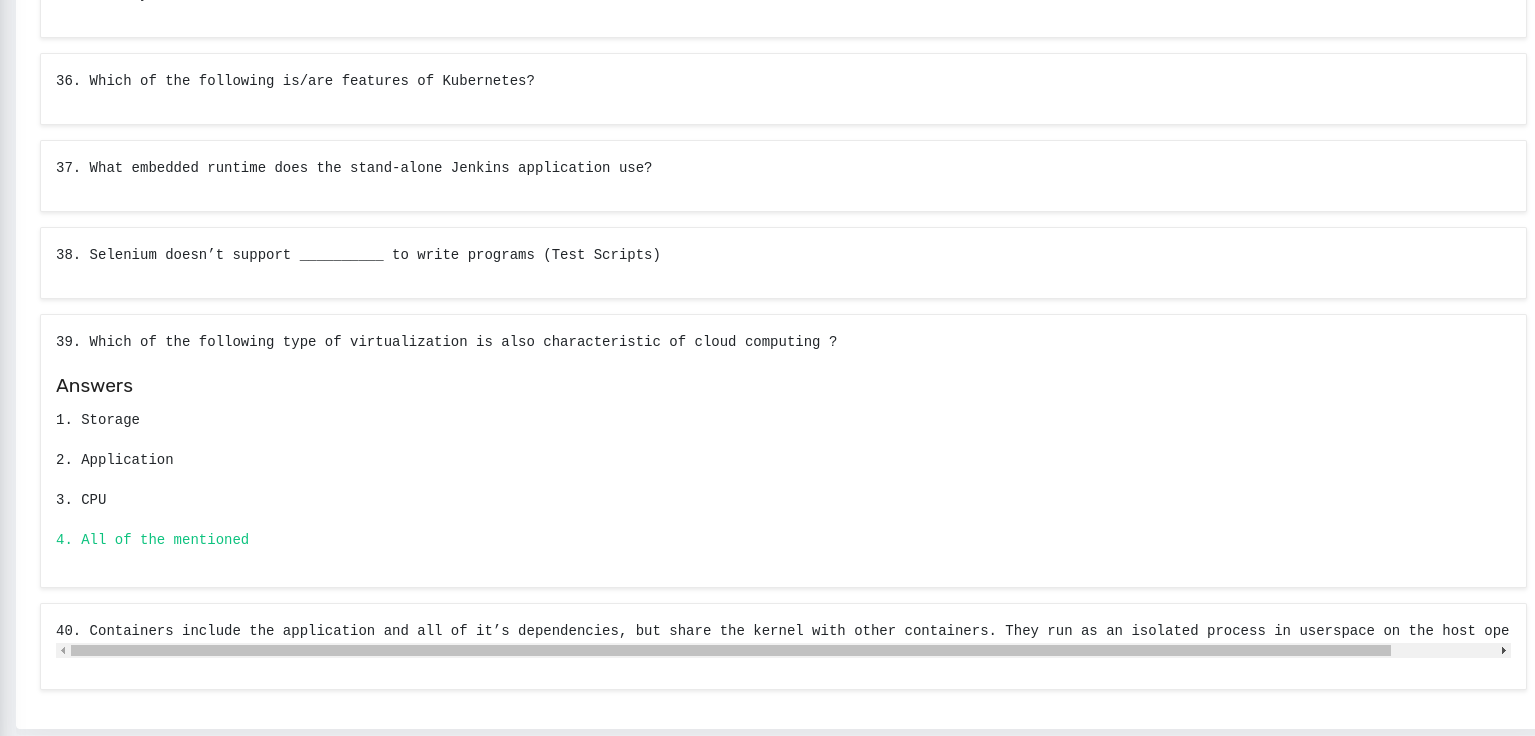 36. Which of the following is/are features of Kubernetes?
37. What embedded runtime does the stand-alone Jenkins application use?
38. Selenium doesn’t support __________ to write programs (Test Scripts)
39. Which of the following type of virtualization is also characteristic of cloud computing ?
Answers
1. Storage
2. Application
3. CPU
4. All of the mentioned
40. Containers include the application and all of it’s dependencies, but share the kernel with other containers. They run as an isolated process in userspace on the host ope